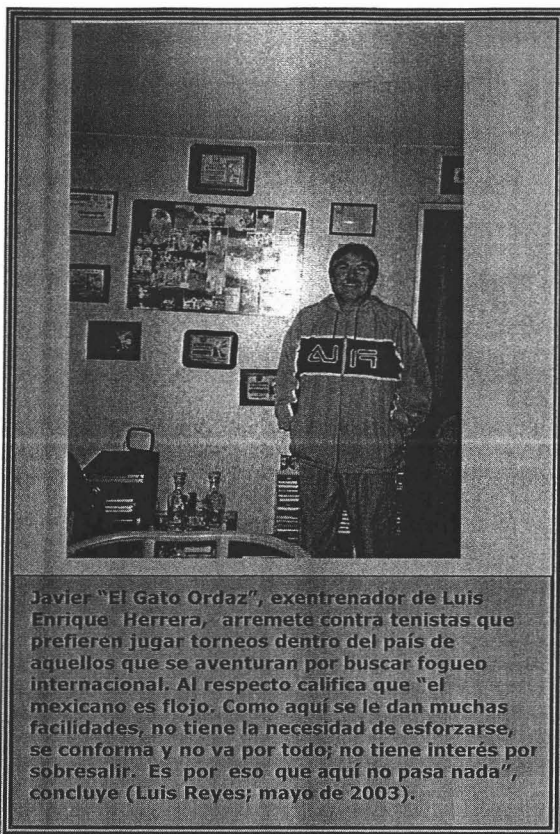 FILA
Javier “El Gato Ordaz”, exentrenador de Luis
Enrique Herrera, arremete contra tenistas que
prefieren jugar torneos dentro del país de
aquellos que se aventuran por buscar fogueo
internacional. Al respecto califica que “el
mexicano es flojo. Como aquí se le dan muchas
facilidades, no tiene la necesidad de esforzarse,
se conforma y no va por todo; no tiene interés por
sobresalir. Es por eso que aquí no pasa nada”,
concluye (Luis Reyes; mayo de 2003).